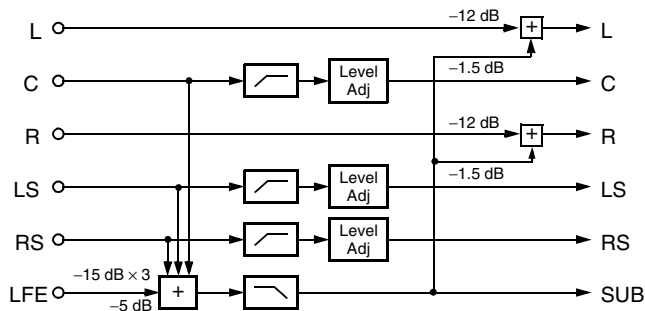 L −12 dB + L
C Level Adj −1.5 dB C
R −12 dB + R
LS Level Adj −1.5 dB LS
RS Level Adj RS
−15 dB × 3
LFE −5 dB + SUB